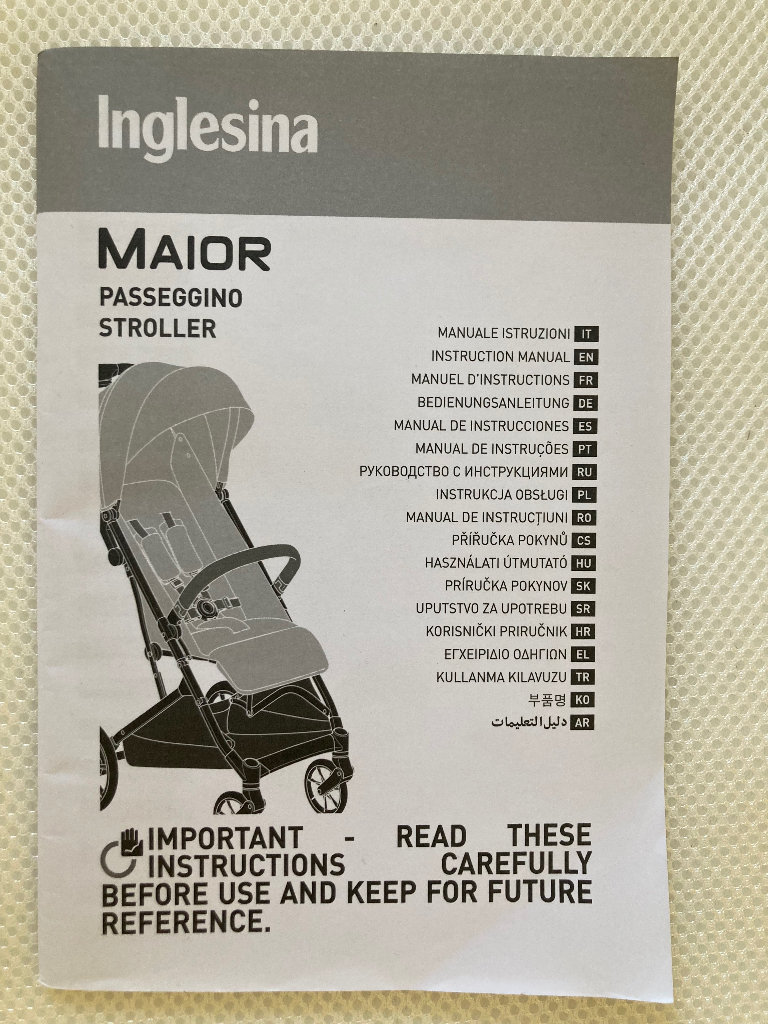 Inglesina
MAIOR
PASSEGGINO
STROLLER
MANUALE ISTRUZIONI IT
INSTRUCTION MANUAL EN
MANUEL D'INSTRUCTIONS FR
BEDIENUNGSANLEITUNG DE
MANUAL DE INSTRUCCIONES ES
MANUAL DE INSTRUÇÕES PT
РУКОВОДСТВО С ИНСТРУКЦИЯМИ RU
INSTRUKCJA OBSŁUGI PL
MANUAL DE INSTRUCȚIUNI RO
PŘÍRUČKA POKYNŮ CS
HASZNÁLATI ÚTMUTATÓ HU
PRÍRUČKA POKYNOV SK
UPUTSTVO ZA UPOTREBU SR
KORISNIČKI PRIRUČNIK HR
ΕΓΧΕΙΡΙΔΙΟ ΟΔΗΓΙΩΝ EL
KULLANMA KILAVUZU TR
부품명 KO
دليل التعليمات AR
IMPORTANT - READ THESE
INSTRUCTIONS CAREFULLY
BEFORE USE AND KEEP FOR FUTURE
REFERENCE.